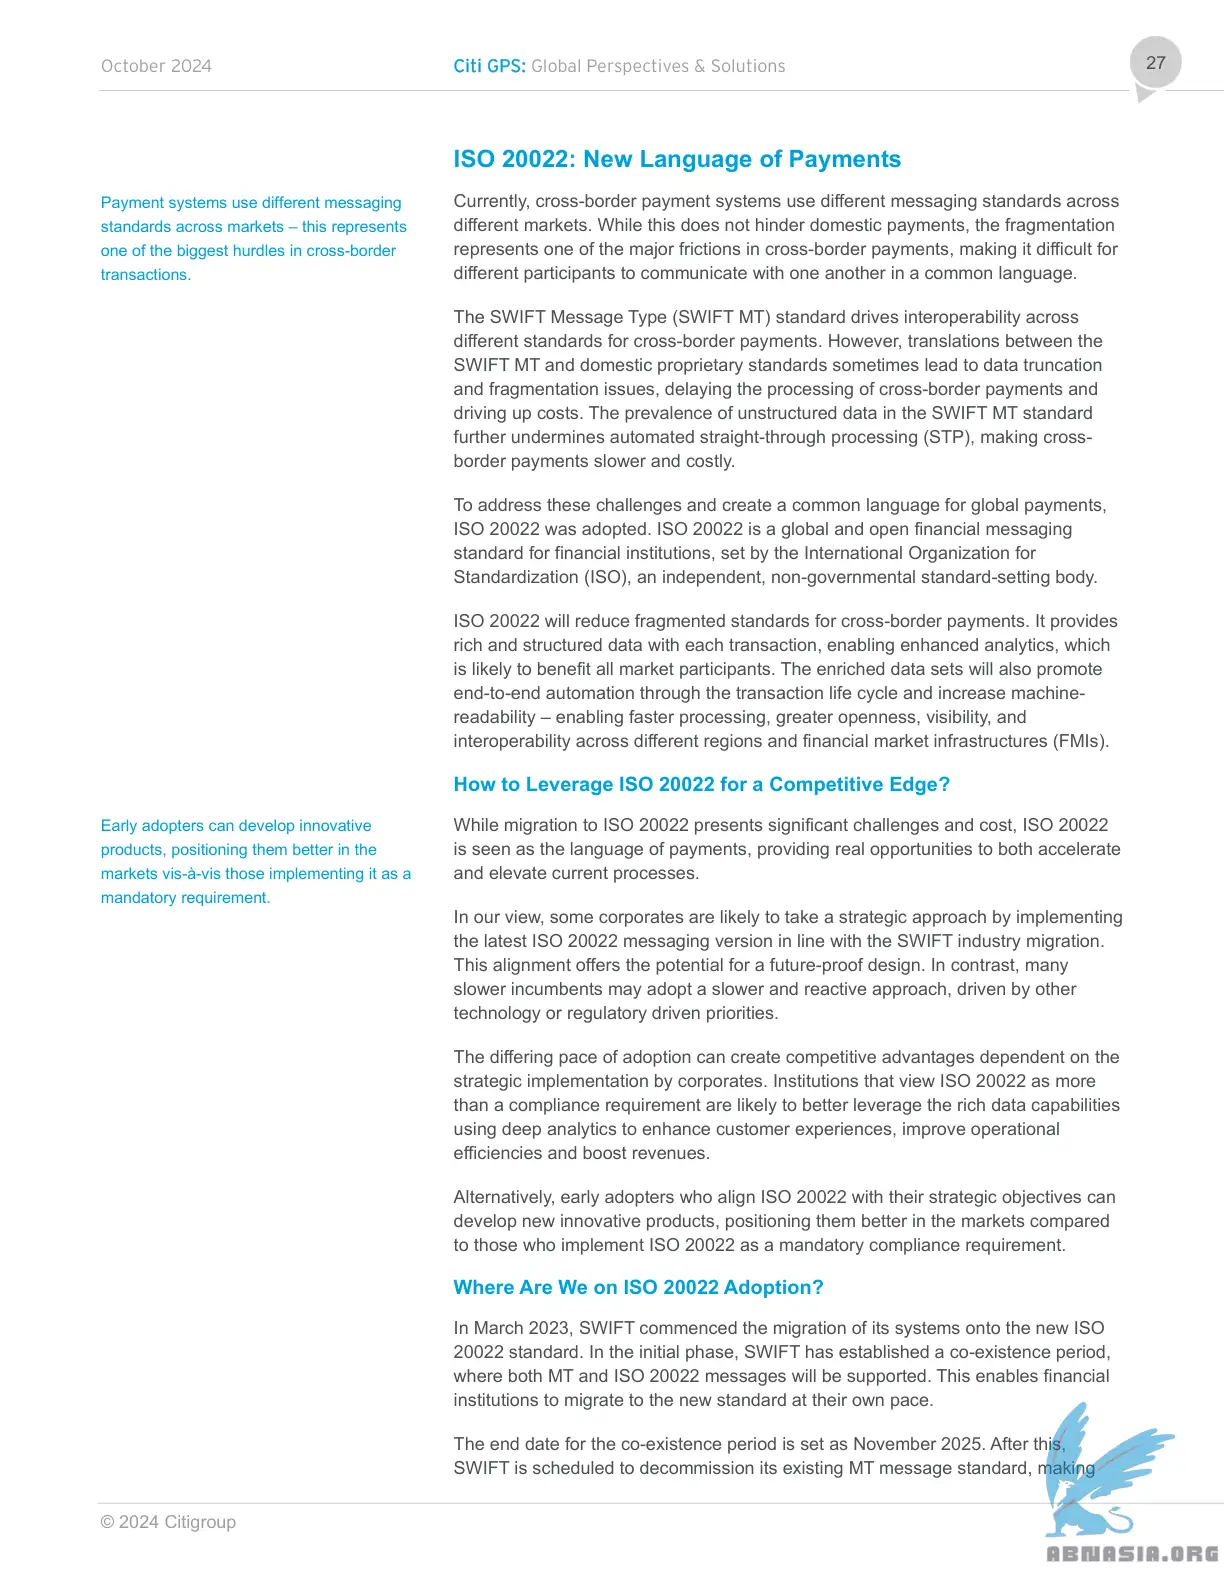 October 2024
Citi GPS: Global Perspectives & Solutions
27
ISO 20022: New Language of Payments
Payment systems use different messaging
standards across markets – this represents
one of the biggest hurdles in cross-border
transactions.
Currently, cross-border payment systems use different messaging standards across
different markets. While this does not hinder domestic payments, the fragmentation
represents one of the major frictions in cross-border payments, making it difficult for
different participants to communicate with one another in a common language.
The SWIFT Message Type (SWIFT MT) standard drives interoperability across
different standards for cross-border payments. However, translations between the
SWIFT MT and domestic proprietary standards sometimes lead to data truncation
and fragmentation issues, delaying the processing of cross-border payments and
driving up costs. The prevalence of unstructured data in the SWIFT MT standard
further undermines automated straight-through processing (STP), making cross-
border payments slower and costly.
To address these challenges and create a common language for global payments,
ISO 20022 was adopted. ISO 20022 is a global and open financial messaging
standard for financial institutions, set by the International Organization for
Standardization (ISO), an independent, non-governmental standard-setting body.
ISO 20022 will reduce fragmented standards for cross-border payments. It provides
rich and structured data with each transaction, enabling enhanced analytics, which
is likely to benefit all market participants. The enriched data sets will also promote
end-to-end automation through the transaction life cycle and increase machine-
readability – enabling faster processing, greater openness, visibility, and
interoperability across different regions and financial market infrastructures (FMIs).
How to Leverage ISO 20022 for a Competitive Edge?
Early adopters can develop innovative
products, positioning them better in the
markets vis-à-vis those implementing it as a
mandatory requirement.
While migration to ISO 20022 presents significant challenges and cost, ISO 20022
is seen as the language of payments, providing real opportunities to both accelerate
and elevate current processes.
In our view, some corporates are likely to take a strategic approach by implementing
the latest ISO 20022 messaging version in line with the SWIFT industry migration.
This alignment offers the potential for a future-proof design. In contrast, many
slower incumbents may adopt a slower and reactive approach, driven by other
technology or regulatory driven priorities.
The differing pace of adoption can create competitive advantages dependent on the
strategic implementation by corporates. Institutions that view ISO 20022 as more
than a compliance requirement are likely to better leverage the rich data capabilities
using deep analytics to enhance customer experiences, improve operational
efficiencies and boost revenues.
Alternatively, early adopters who align ISO 20022 with their strategic objectives can
develop new innovative products, positioning them better in the markets compared
to those who implement ISO 20022 as a mandatory compliance requirement.
Where Are We on ISO 20022 Adoption?
In March 2023, SWIFT commenced the migration of its systems onto the new ISO
20022 standard. In the initial phase, SWIFT has established a co-existence period,
where both MT and ISO 20022 messages will be supported. This enables financial
institutions to migrate to the new standard at their own pace.
The end date for the co-existence period is set as November 2025. After this,
SWIFT is scheduled to decommission its existing MT message standard, making
© 2024 Citigroup
ABNASIA.ORG